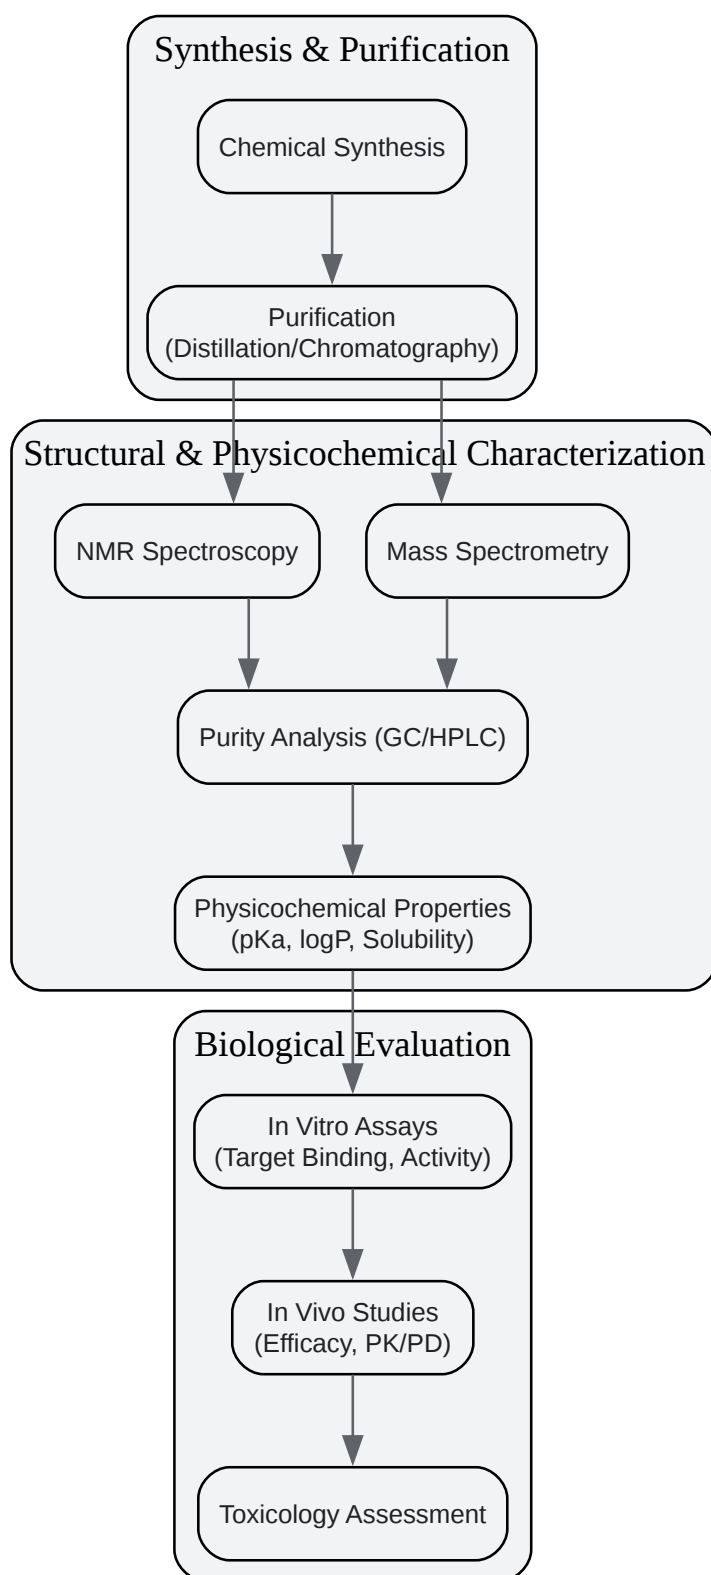 Synthesis & Purification
Chemical Synthesis
Purification
(Distillation/Chromatography)
Structural & Physicochemical Characterization
NMR Spectroscopy
Mass Spectrometry
Purity Analysis (GC/HPLC)
Physicochemical Properties
(pKa, logP, Solubility)
Biological Evaluation
In Vitro Assays
(Target Binding, Activity)
In Vivo Studies
(Efficacy, PK/PD)
Toxicology Assessment